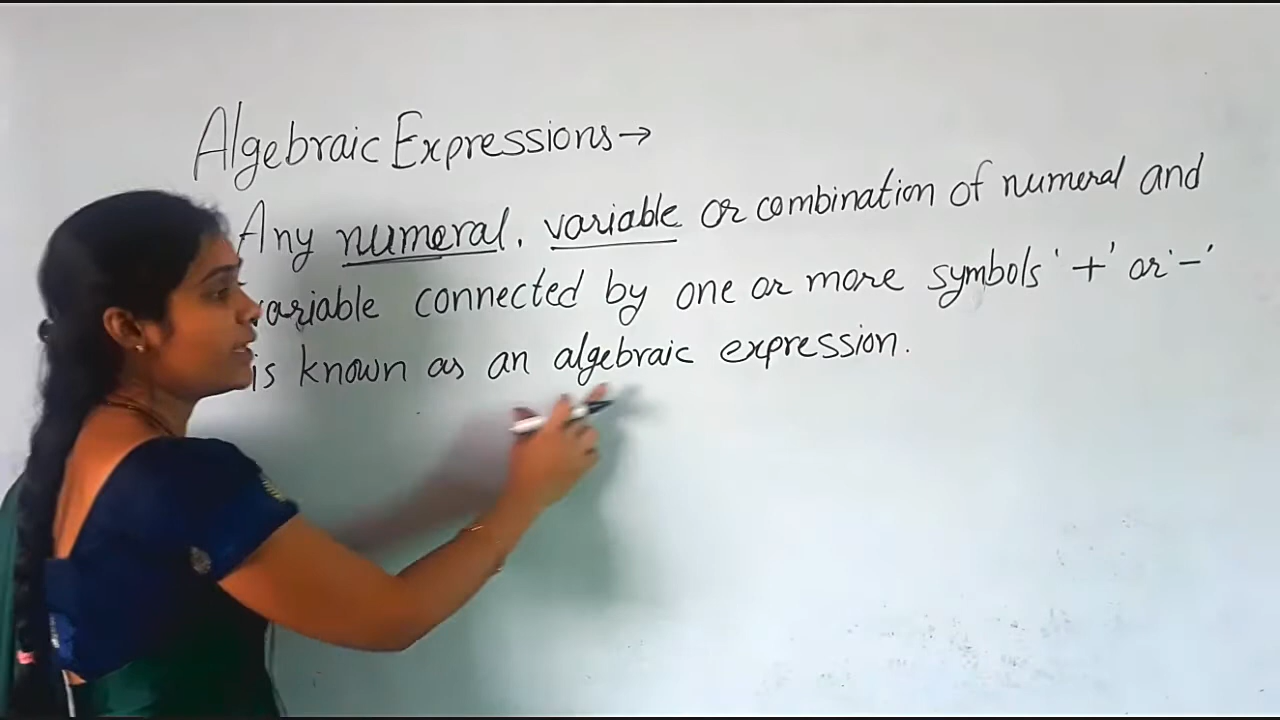 Algebraic Expressions→
Any numeral, variable or combination of numeral and
variable connected by one or more symbols '+' or '-'
is known as an algebraic expression.